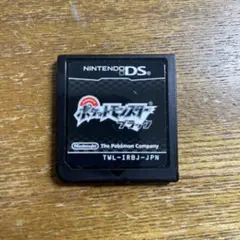 NINTENDO DS
ポケットモンスター
ブラック
Nintendo The Pokémon Company
TWL-IRBJ-JPN